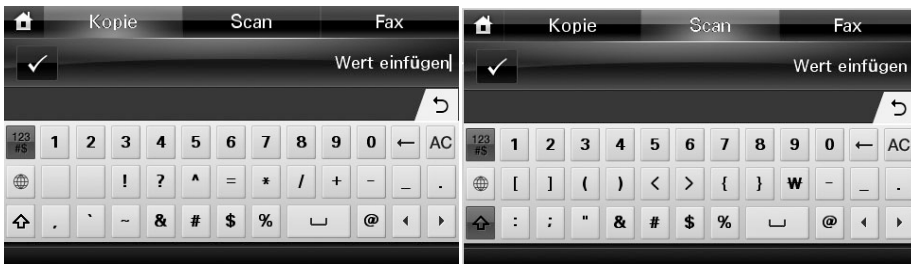 Kopie Scan Fax
Wert einfügen
123 1 2 3 4 5 6 7 8 9 0 ← AC
#$
! ? ^ = * / + - _ .
, ` ~ & # $ % @
Kopie Scan Fax
Wert einfügen
123 1 2 3 4 5 6 7 8 9 0 ← AC
#$
[ ] ( ) < > { } ₩ - _ .
: ; " & # $ % @